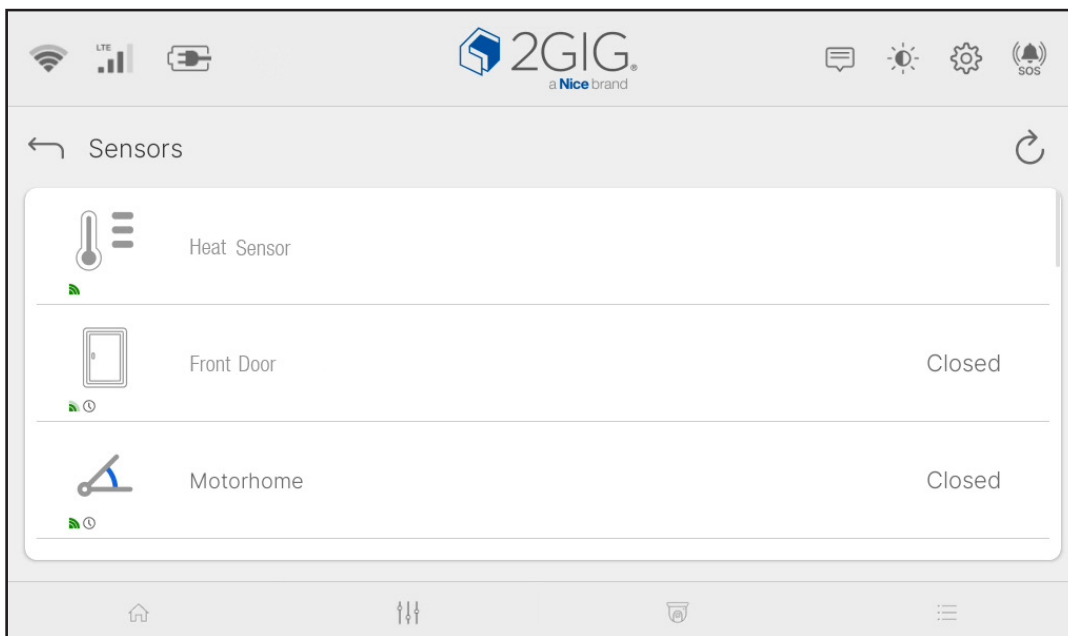 LTE
2GIG®
a Nice brand
SOS
Sensors
Heat Sensor
Front Door Closed
Motorhome Closed